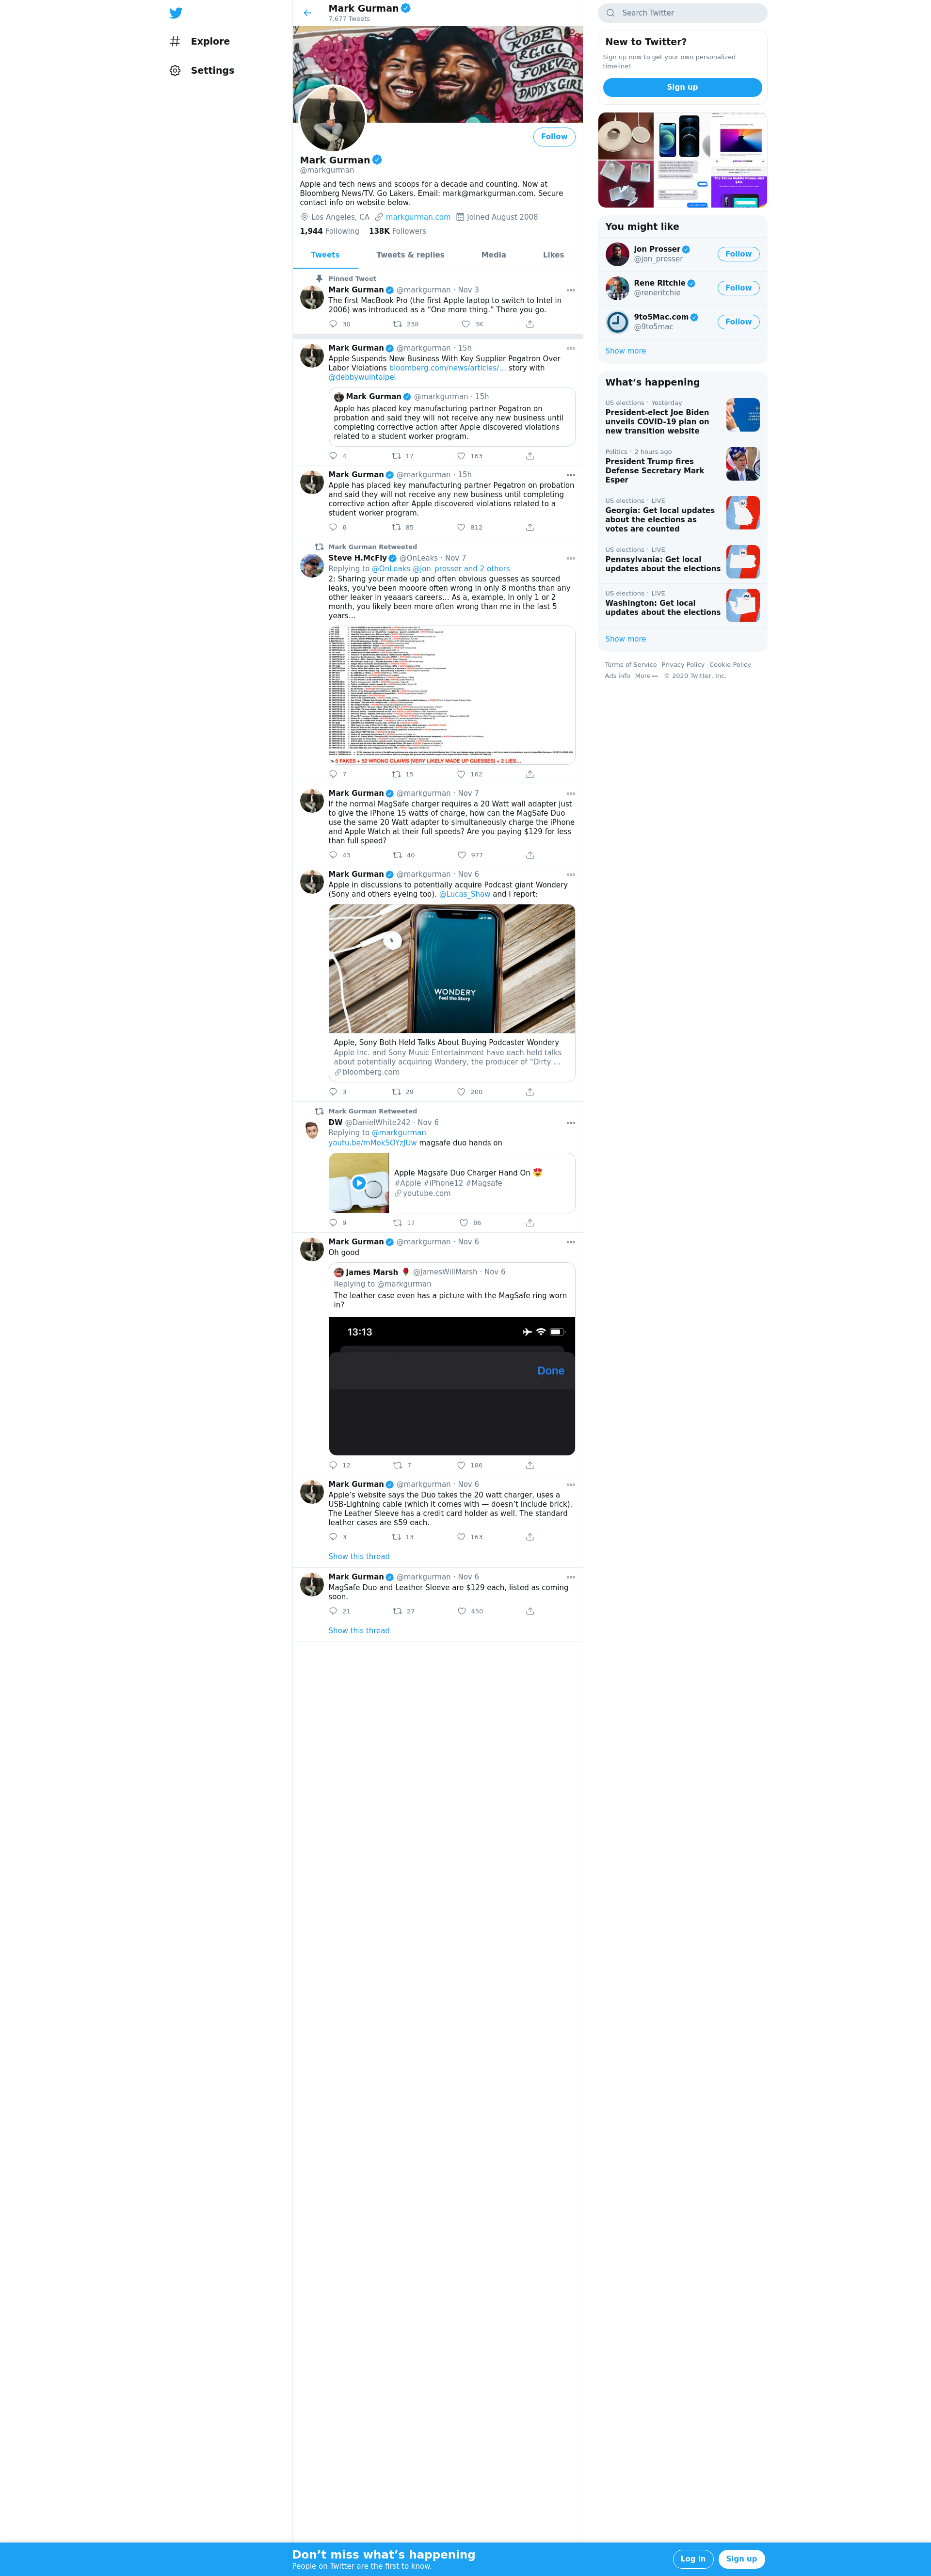 Explore
Settings
Mark Gurman
7,677 Tweets
KOBE
& GIGI
FOREVER
DADDY'S GIRL
Follow
Mark Gurman
@markgurman
Apple and tech news and scoops for a decade and counting. Now at
Bloomberg News/TV. Go Lakers. Email: mark@markgurman.com. Secure
contact info on website below.
Los Angeles, CA markgurman.com Joined August 2008
1,944 Following 138K Followers
Tweets Tweets & replies Media Likes
Pinned Tweet
Mark Gurman @markgurman · Nov 3
The first MacBook Pro (the first Apple laptop to switch to Intel in
2006) was introduced as a “One more thing.” There you go.
30 238 3K
Mark Gurman @markgurman · 15h
Apple Suspends New Business With Key Supplier Pegatron Over
Labor Violations bloomberg.com/news/articles/… story with
@debbywuintaipei
Mark Gurman @markgurman · 15h
Apple has placed key manufacturing partner Pegatron on
probation and said they will not receive any new business until
completing corrective action after Apple discovered violations
related to a student worker program.
4 17 163
Mark Gurman @markgurman · 15h
Apple has placed key manufacturing partner Pegatron on probation
and said they will not receive any new business until completing
corrective action after Apple discovered violations related to a
student worker program.
6 85 812
Mark Gurman Retweeted
Steve H.McFly @OnLeaks · Nov 7
Replying to @OnLeaks @jon_prosser and 2 others
2: Sharing your made up and often obvious guesses as sourced
leaks, you've been mooore often wrong in only 8 months than any
other leaker in yeaaars careers... As a, example, In only 1 or 2
month, you likely been more often wrong than me in the last 5
years…
> 5 FAKES + 52 WRONG CLAIMS (VERY LIKELY MADE UP GUESSES) + 2 LIES...
7 15 162
Mark Gurman @markgurman · Nov 7
If the normal MagSafe charger requires a 20 Watt wall adapter just
to give the iPhone 15 watts of charge, how can the MagSafe Duo
use the same 20 Watt adapter to simultaneously charge the iPhone
and Apple Watch at their full speeds? Are you paying $129 for less
than full speed?
43 40 977
Mark Gurman @markgurman · Nov 6
Apple in discussions to potentially acquire Podcast giant Wondery
(Sony and others eyeing too). @Lucas_Shaw and I report:
WONDERY
Feel the Story
Apple, Sony Both Held Talks About Buying Podcaster Wondery
Apple Inc. and Sony Music Entertainment have each held talks
about potentially acquiring Wondery, the producer of “Dirty …
bloomberg.com
3 29 200
Mark Gurman Retweeted
DW @DanielWhite242 · Nov 6
Replying to @markgurman
youtu.be/mMokSOYzJUw magsafe duo hands on
Apple Magsafe Duo Charger Hand On 😍
#Apple #iPhone12 #Magsafe
youtube.com
9 17 86
Mark Gurman @markgurman · Nov 6
Oh good
James Marsh 🌹 @JamesWillMarsh · Nov 6
Replying to @markgurman
The leather case even has a picture with the MagSafe ring worn
in?
13:13
Done
12 7 186
Mark Gurman @markgurman · Nov 6
Apple’s website says the Duo takes the 20 watt charger, uses a
USB-Lightning cable (which it comes with — doesn’t include brick).
The Leather Sleeve has a credit card holder as well. The standard
leather cases are $59 each.
3 13 163
Show this thread
Mark Gurman @markgurman · Nov 6
MagSafe Duo and Leather Sleeve are $129 each, listed as coming
soon.
21 27 450
Show this thread
Search Twitter
New to Twitter?
Sign up now to get your own personalized
timeline!
Sign up
You might like
Jon Prosser
@jon_prosser
Follow
Rene Ritchie
@reneritchie
Follow
9to5Mac.com
@9to5mac
Follow
Show more
What’s happening
US elections · Yesterday
President-elect Joe Biden
unveils COVID-19 plan on
new transition website
Politics · 2 hours ago
President Trump fires
Defense Secretary Mark
Esper
US elections · LIVE
Georgia: Get local updates
about the elections as
votes are counted
US elections · LIVE
Pennsylvania: Get local
updates about the elections
US elections · LIVE
Washington: Get local
updates about the elections
Show more
Terms of Service Privacy Policy Cookie Policy
Ads info More © 2020 Twitter, Inc.
Don’t miss what’s happening
People on Twitter are the first to know.
Log in
Sign up